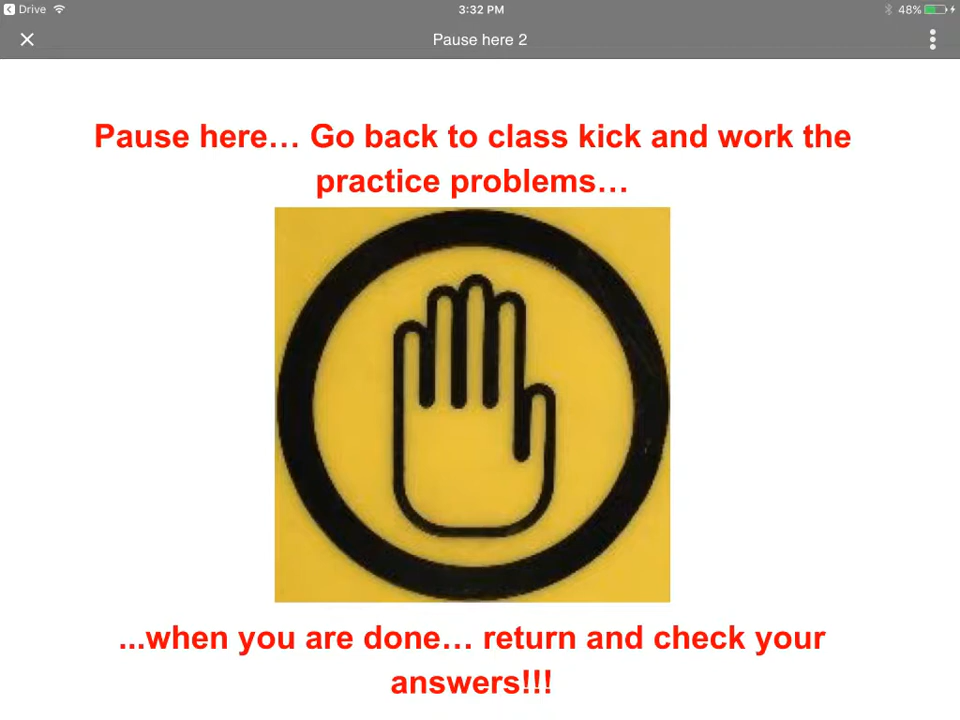 Drive
3:32 PM
48%
Pause here 2
Pause here... Go back to class kick and work the
practice problems...
...when you are done... return and check your
answers!!!